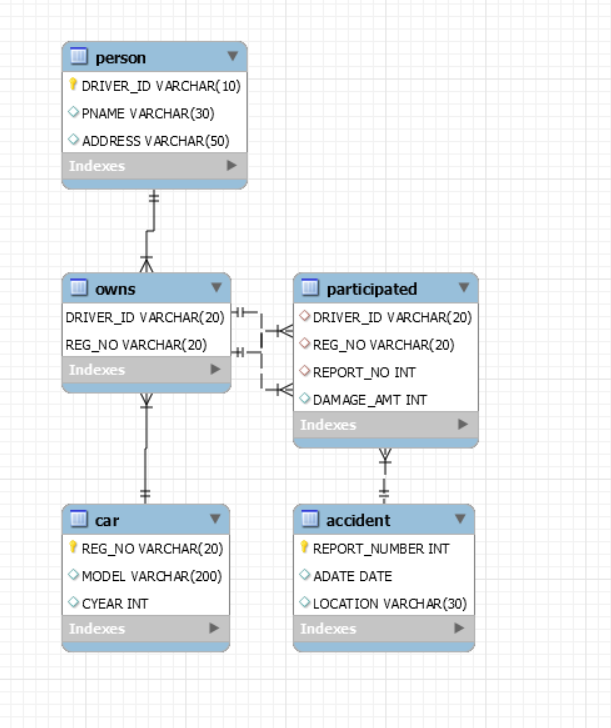 person
DRIVER_ID VARCHAR(10)
PNAME VARCHAR(30)
ADDRESS VARCHAR(50)
Indexes
owns
DRIVER_ID VARCHAR(20)
REG_NO VARCHAR(20)
Indexes
participated
DRIVER_ID VARCHAR(20)
REG_NO VARCHAR(20)
REPORT_NO INT
DAMAGE_AMT INT
Indexes
car
REG_NO VARCHAR(20)
MODEL VARCHAR(200)
CYEAR INT
Indexes
accident
REPORT_NUMBER INT
ADATE DATE
LOCATION VARCHAR(30)
Indexes